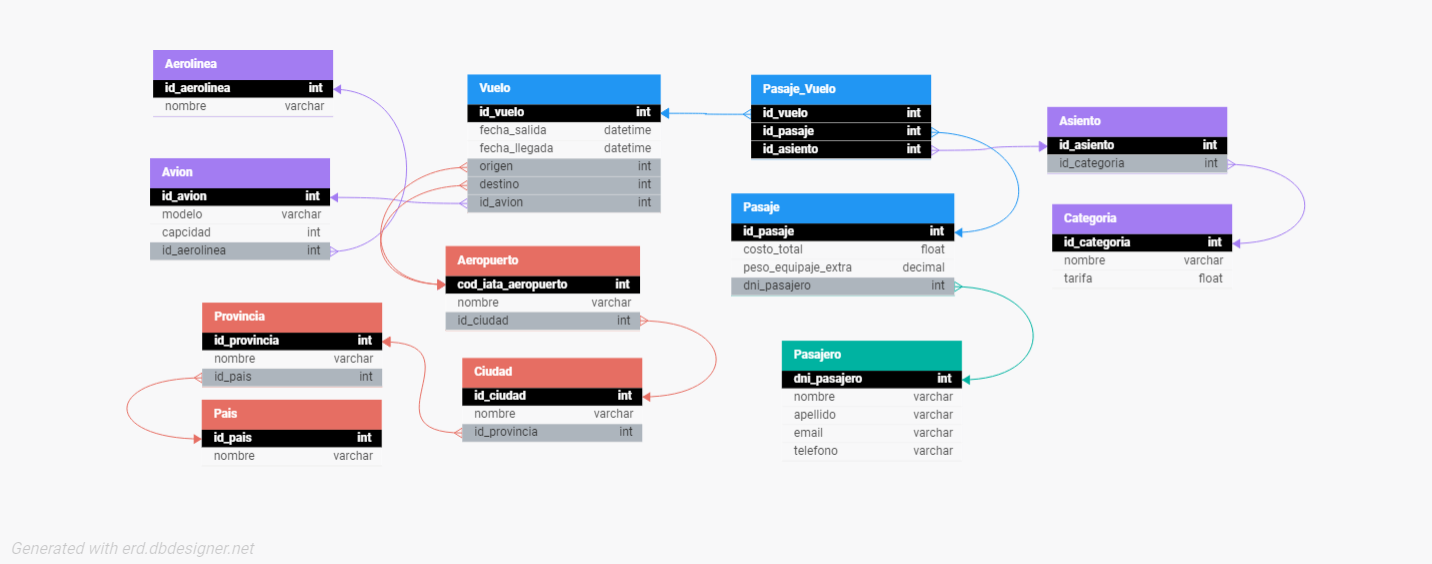 Aerolinea
id_aerolinea int
nombre varchar
Avion
id_avion int
modelo varchar
capcidad int
id_aerolinea int
Vuelo
id_vuelo int
fecha_salida datetime
fecha_llegada datetime
origen int
destino int
id_avion int
Pasaje_Vuelo
id_vuelo int
id_pasaje int
id_asiento int
Asiento
id_asiento int
id_categoria int
Pasaje
id_pasaje int
costo_total float
peso_equipaje_extra decimal
dni_pasajero int
Categoria
id_categoria int
nombre varchar
tarifa float
Aeropuerto
cod_iata_aeropuerto int
nombre varchar
id_ciudad int
Provincia
id_provincia int
nombre varchar
id_pais int
Ciudad
id_ciudad int
nombre varchar
id_provincia int
Pais
id_pais int
nombre varchar
Pasajero
dni_pasajero int
nombre varchar
apellido varchar
email varchar
telefono varchar
Generated with erd.dbdesigner.net